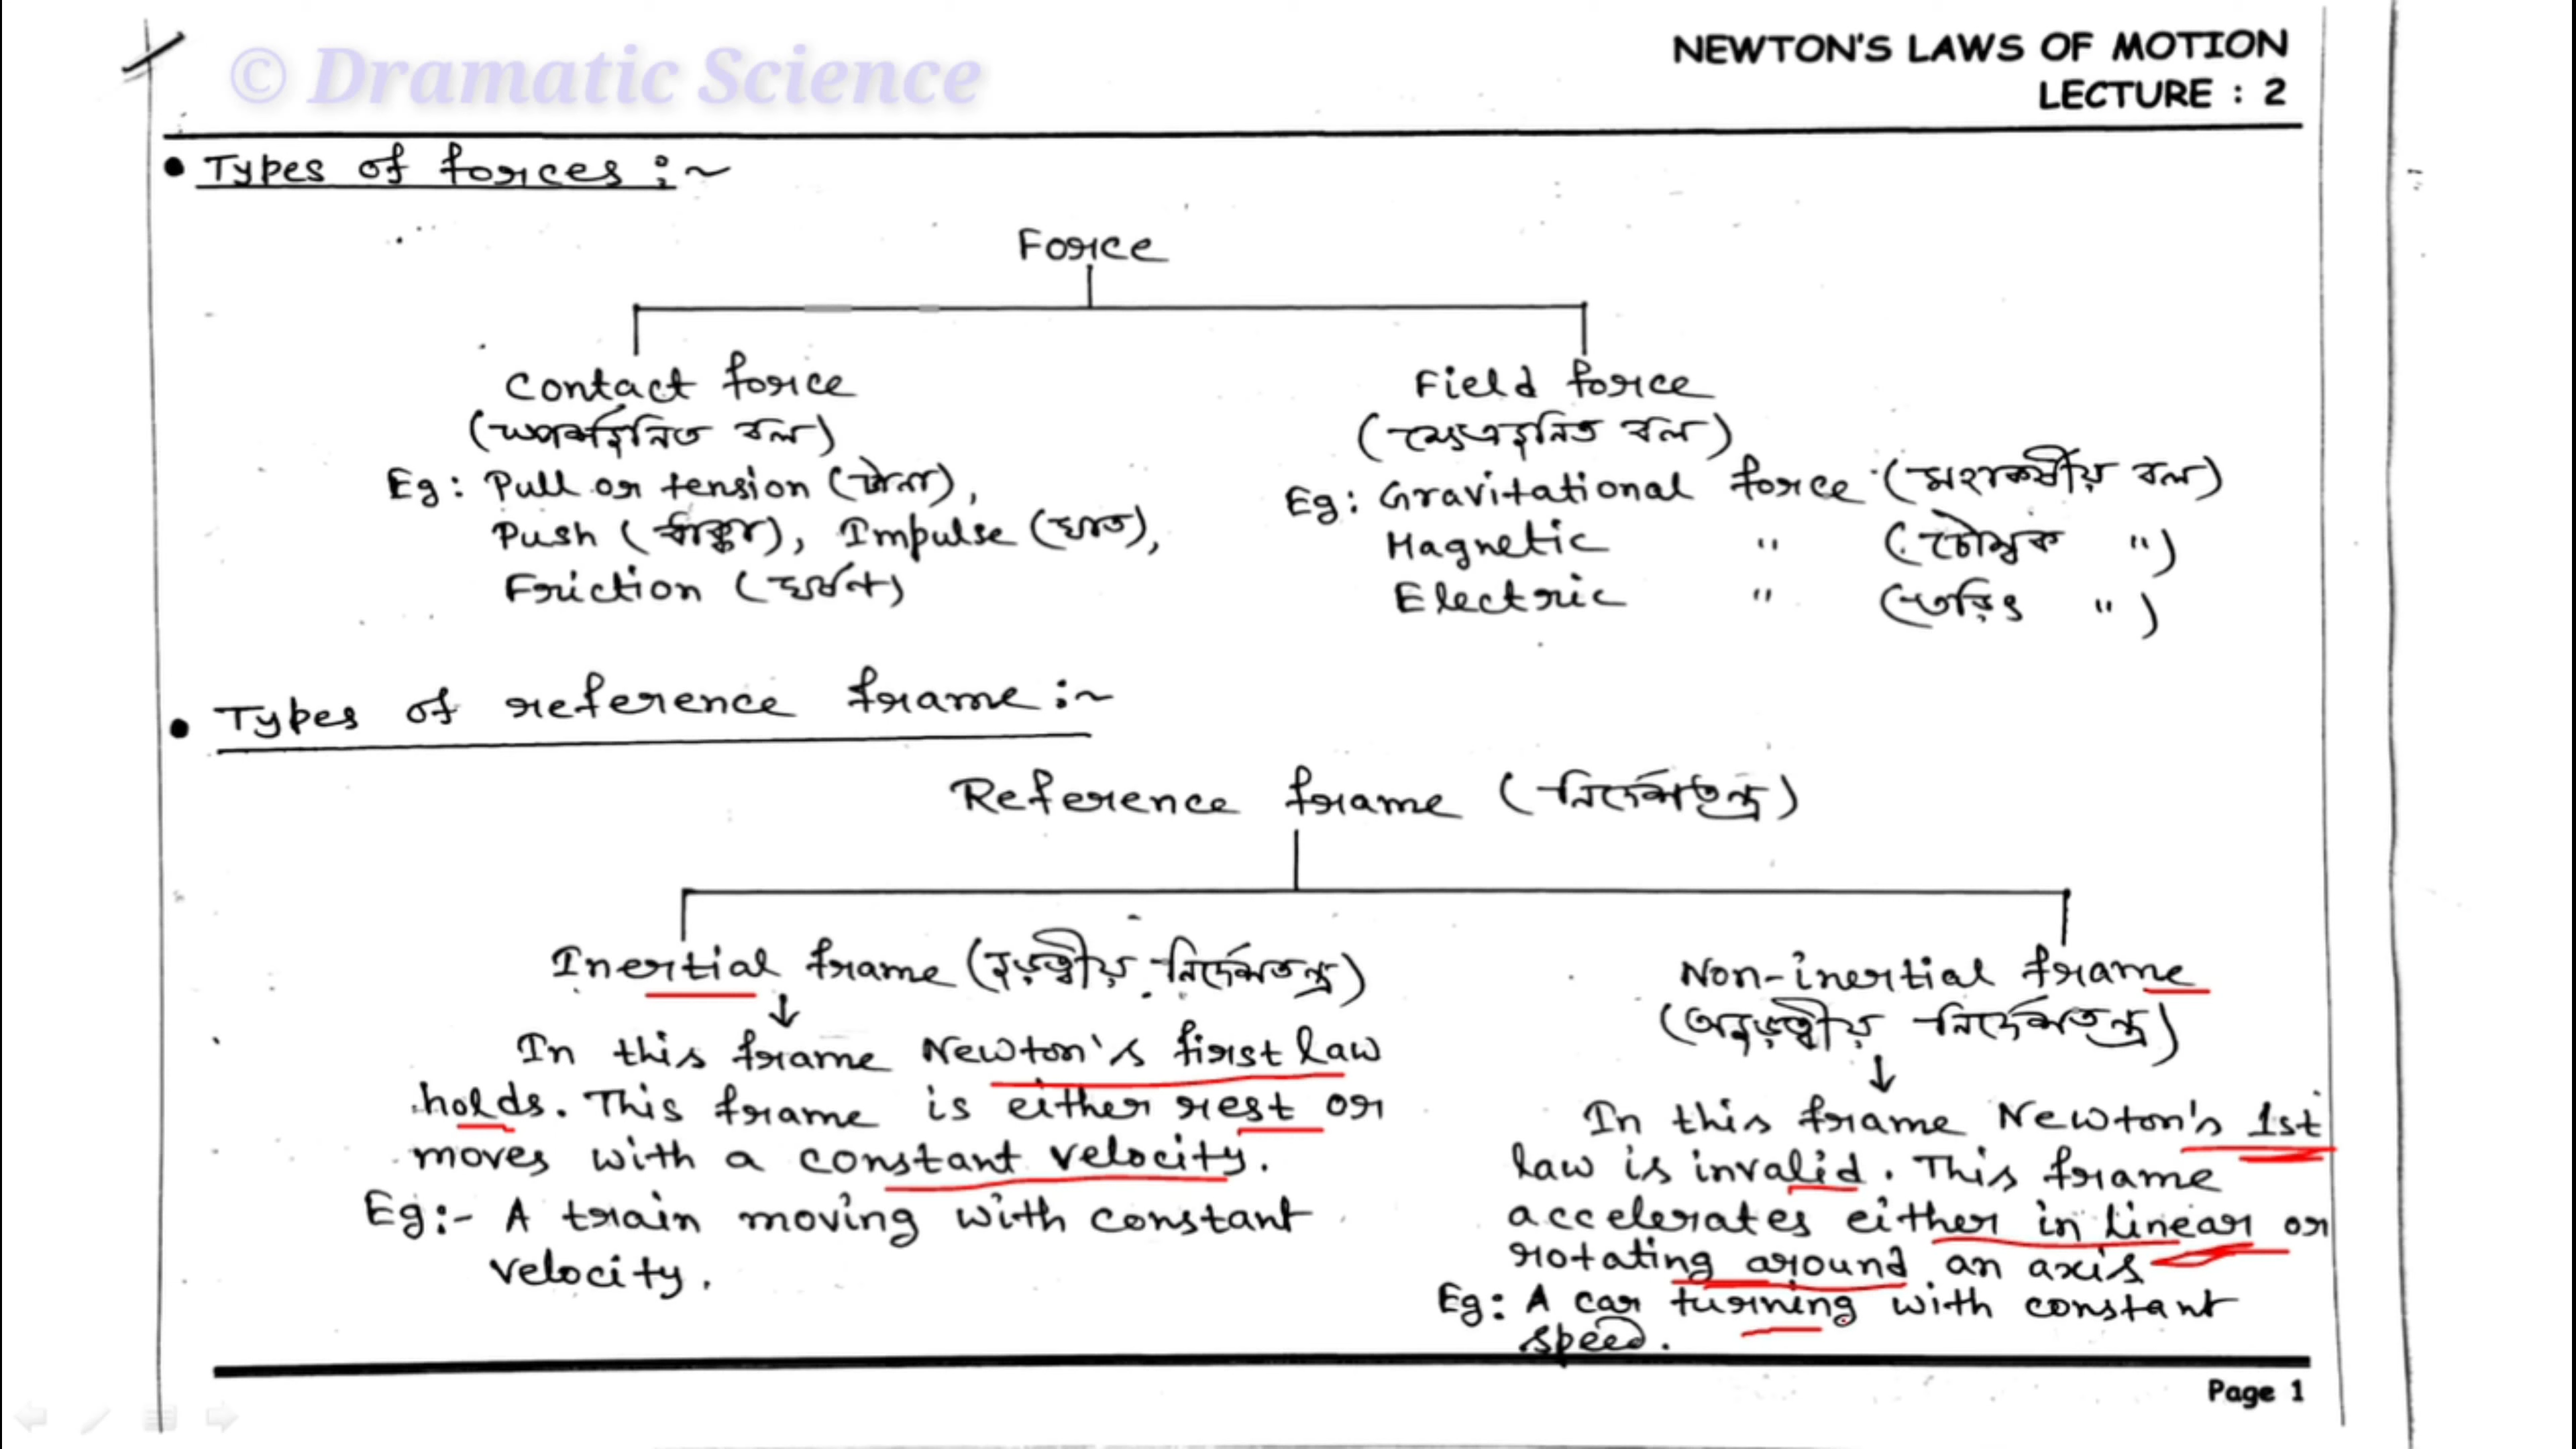 © Dramatic Science
NEWTON'S LAWS OF MOTION
LECTURE : 2
• Types of forces :~
Force
Contact force
বল)
Eg: Pull or tension (টান),
Push (ধাক্কা), Impulse (ঘাত),
Friction (ঘর্ষণ)
Field force
বল)
Eg: Gravitational force (মহাকর্ষীয় বল)
Magnetic " (চৌম্বক ")
Electric " (তড়িৎ ")
• Types of reference frame :~
Reference frame (নির্দেশতন্ত্র)
Inertial frame (জড়ত্বীয় নির্দেশতন্ত্র)
↓
In this frame Newton's first law
holds. This frame is either rest or
moves with a constant velocity.
Eg:- A train moving with constant
velocity.
Non-inertial frame
(অজড়ত্বীয় নির্দেশতন্ত্র)
↓
In this frame Newton's 1st
law is invalid. This frame
accelerates either in linear or
rotating around an axis
Eg: A car turning with constant
speed.
Page 1